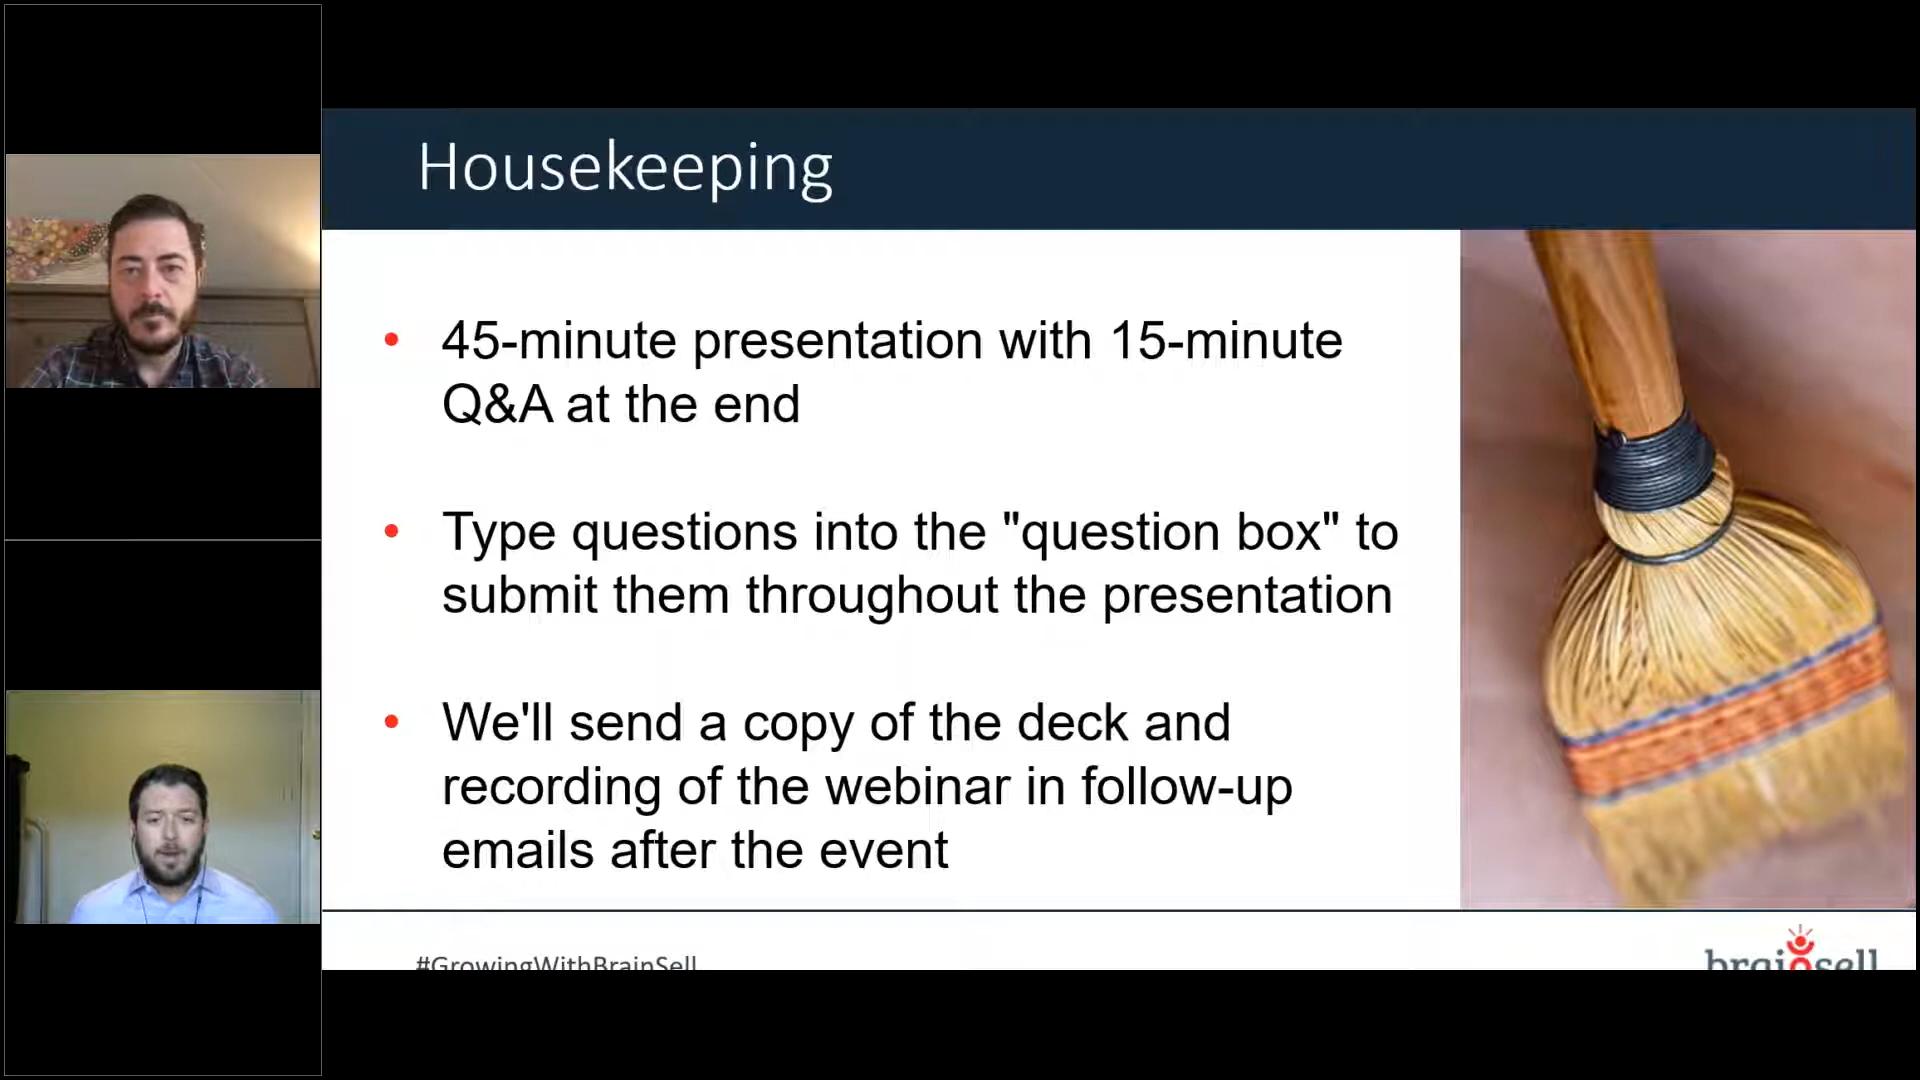 Housekeeping
• 45-minute presentation with 15-minute
Q&A at the end
• Type questions into the "question box" to
submit them throughout the presentation
• We'll send a copy of the deck and
recording of the webinar in follow-up
emails after the event
#GrowingWithBrainSell
brainsell